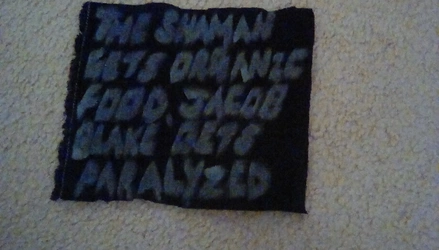 THE SHAMAN
GETS ORGANIC
FOOD, JACOB
BLAKE GETS
PARALYZED